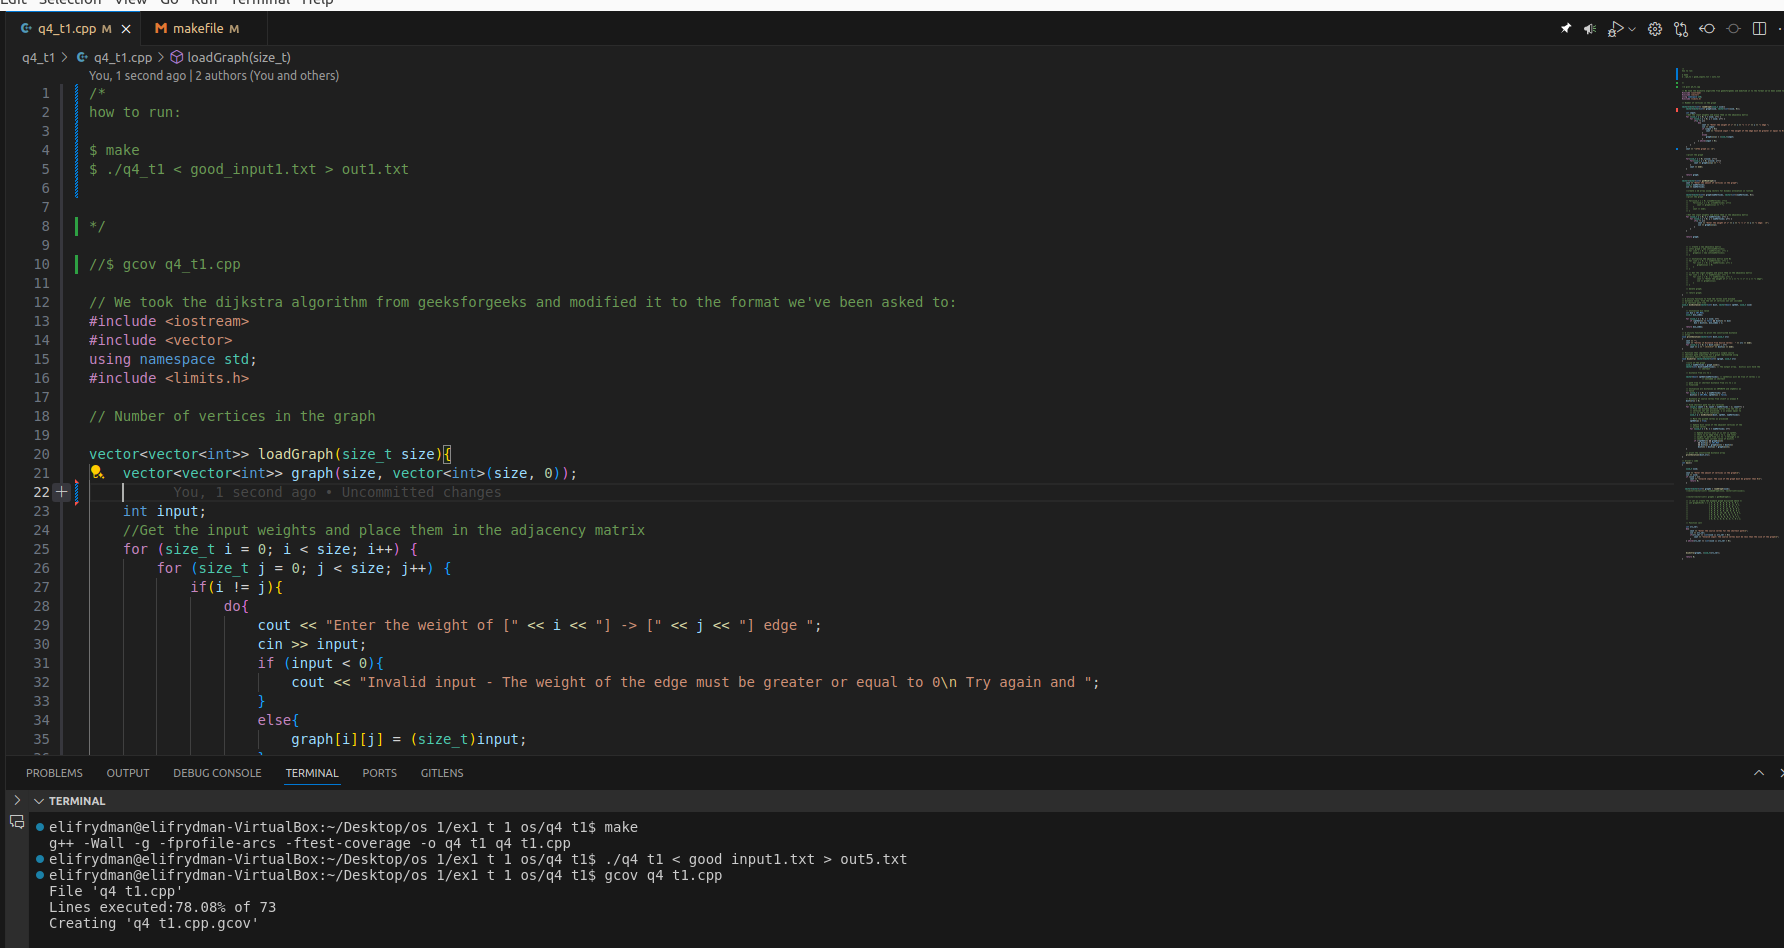 Edit Selection View Go Run Terminal Help
q4_t1.cpp M makefile M
q4_t1 > q4_t1.cpp > loadGraph(size_t)
You, 1 second ago | 2 authors (You and others)
1 /*
2 how to run:
3
4 $ make
5 $ ./q4_t1 < good_input1.txt > out1.txt
6
7
8 */
9
10 //$ gcov q4_t1.cpp
11
12 // We took the dijkstra algorithm from geeksforgeeks and modified it to the format we've been asked to:
13 #include <iostream>
14 #include <vector>
15 using namespace std;
16 #include <limits.h>
17
18 // Number of vertices in the graph
19
20 vector<vector<int>> loadGraph(size_t size){
21 vector<vector<int>> graph(size, vector<int>(size, 0));
22 You, 1 second ago • Uncommitted changes
23 int input;
24 //Get the input weights and place them in the adjacency matrix
25 for (size_t i = 0; i < size; i++) {
26 for (size_t j = 0; j < size; j++) {
27 if(i != j){
28 do{
29 cout << "Enter the weight of [" << i << "] -> [" << j << "] edge ";
30 cin >> input;
31 if (input < 0){
32 cout << "Invalid input - The weight of the edge must be greater or equal to 0\n Try again and ";
33 }
34 else{
35 graph[i][j] = (size_t)input;
PROBLEMS OUTPUT DEBUG CONSOLE TERMINAL PORTS GITLENS
TERMINAL
elifrydman@elifrydman-VirtualBox:~/Desktop/os 1/ex1 t 1 os/q4 t1$ make
g++ -Wall -g -fprofile-arcs -ftest-coverage -o q4 t1 q4 t1.cpp
elifrydman@elifrydman-VirtualBox:~/Desktop/os 1/ex1 t 1 os/q4 t1$ ./q4 t1 < good input1.txt > out5.txt
elifrydman@elifrydman-VirtualBox:~/Desktop/os 1/ex1 t 1 os/q4 t1$ gcov q4 t1.cpp
File 'q4 t1.cpp'
Lines executed:78.08% of 73
Creating 'q4 t1.cpp.gcov'